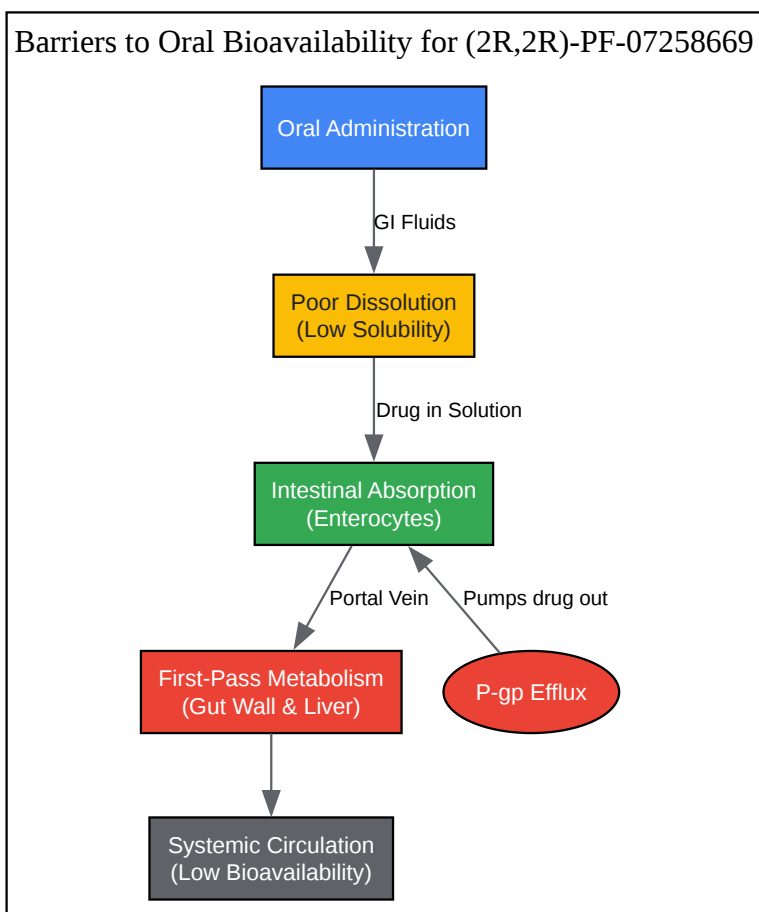 Barriers to Oral Bioavailability for (2R,2R)-PF-07258669
Oral Administration
GI Fluids
Poor Dissolution
(Low Solubility)
Drug in Solution
Intestinal Absorption
(Enterocytes)
Portal Vein
Pumps drug out
First-Pass Metabolism
(Gut Wall & Liver)
P-gp Efflux
Systemic Circulation
(Low Bioavailability)